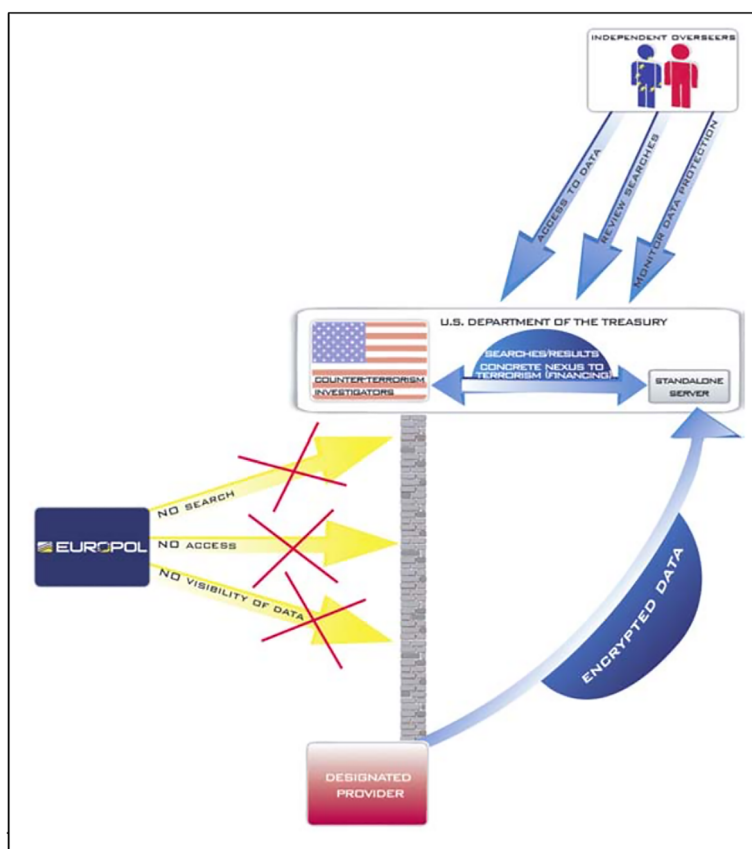 INDEPENDENT OVERSEERS
ACCESS TO DATA
REVIEW SEARCHES
MONITOR DATA PROTECTION
U.S. DEPARTMENT OF THE TREASURY
COUNTER-TERRORISM
INVESTIGATORS
SEARCHES/RESULTS
CONCRETE NEXUS TO
TERRORISM (FINANCING)
STANDALONE
SERVER
EUROPOL
NO SEARCH
NO ACCESS
NO VISIBILITY OF DATA
ENCRYPTED DATA
DESIGNATED
PROVIDER